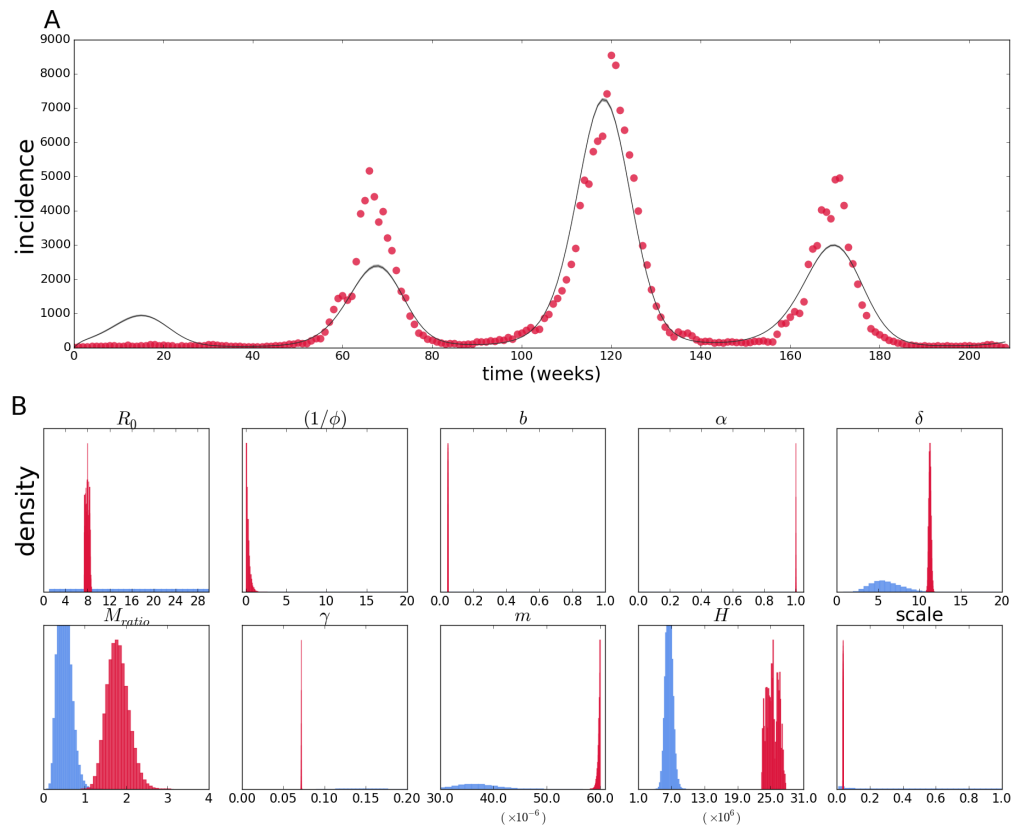 A
9000
8000
7000
6000
5000
4000
3000
2000
1000
0
incidence
0 20 40 60 80 100 120 140 160 180 200
time (weeks)
B
density
R_0 (1/ϕ) b α δ
0 4 8 12 16 20 24 28 0 5 10 15 20 0.0 0.2 0.4 0.6 0.8 1.0 0.0 0.2 0.4 0.6 0.8 1.0 0 5 10 15 20
M_ratio γ m H scale
0 1 2 3 4 0.00 0.05 0.10 0.15 0.20 30.0 40.0 50.0 60.0 1.0 7.0 13.0 19.0 25.0 31.0 0.0 0.2 0.4 0.6 0.8 1.0
(×10⁻⁶) (×10⁶)